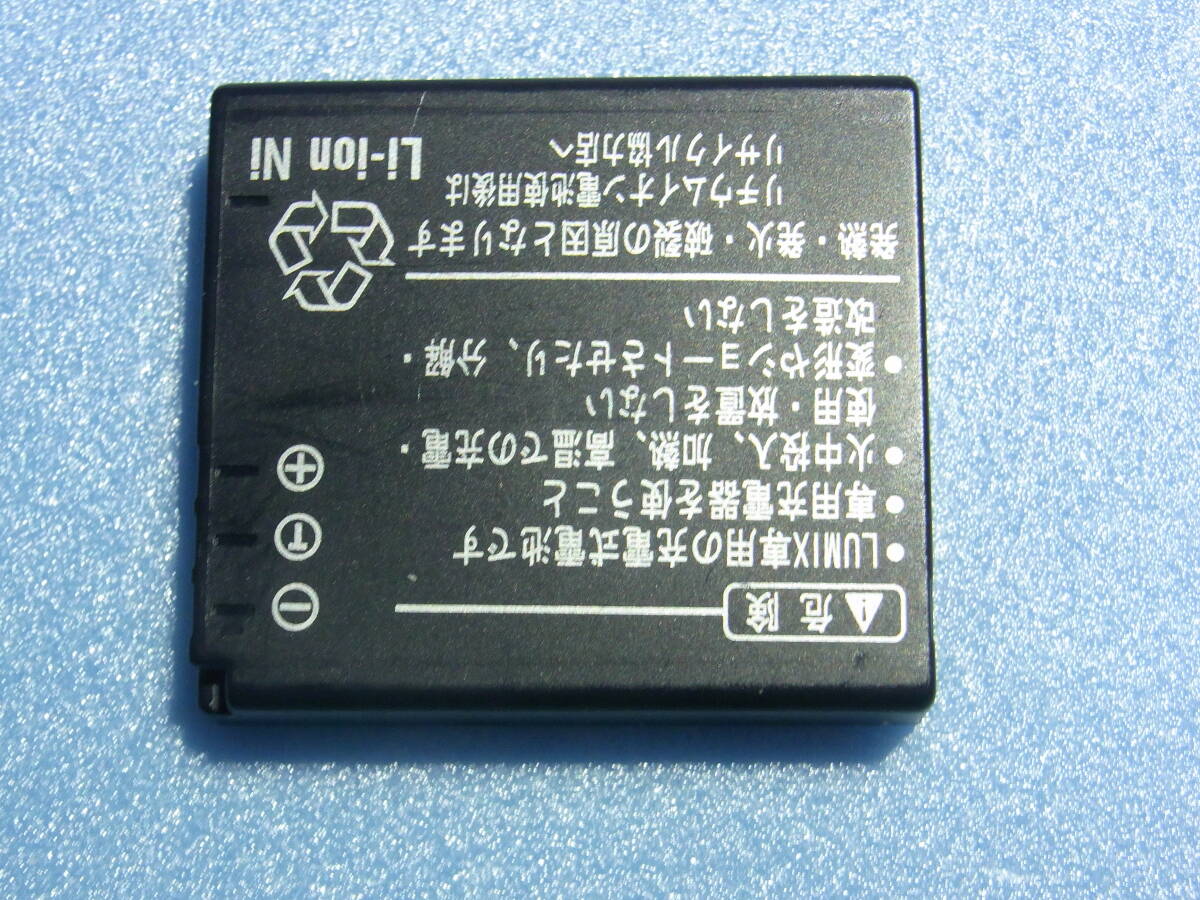 ⚠危険
●LUMIX専用の充電式電池です
●専用充電器を使うこと
●火中投入、加熱、高温での充電・
使用・放置をしない
●変形やショートさせたり、分解・
改造をしない
発熱・発火・破裂の原因となります
リチウムイオン電池使用後は
リサイクル協力店へ
Li-ion Ni
⊖
Ⓣ
⊕